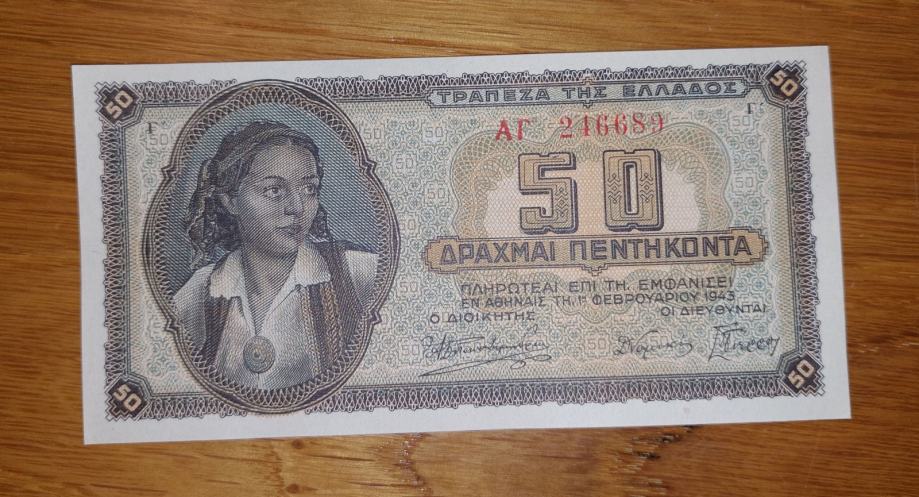 50
50
ΤΡΑΠΕΖΑ ΤΗΣ ΕΛΛΑΔΟΣ
Γ
Γ
ΑΓ 246689
50
ΔΡΑΧΜΑΙ ΠΕΝΤΗΚΟΝΤΑ
ΠΛΗΡΩΤΕΑΙ ΕΠΙ ΤΗ. ΕΜΦΑΝΙΣΕΙ
ΕΝ ΑΘΗΝΑΙΣ ΤΗ. 1Η ΦΕΒΡΟΥΑΡΙΟΥ 1943
Ο ΔΙΟΙΚΗΤΗΣ
ΟΙ ΔΙΕΥΘΥΝΤΑΙ
50
50